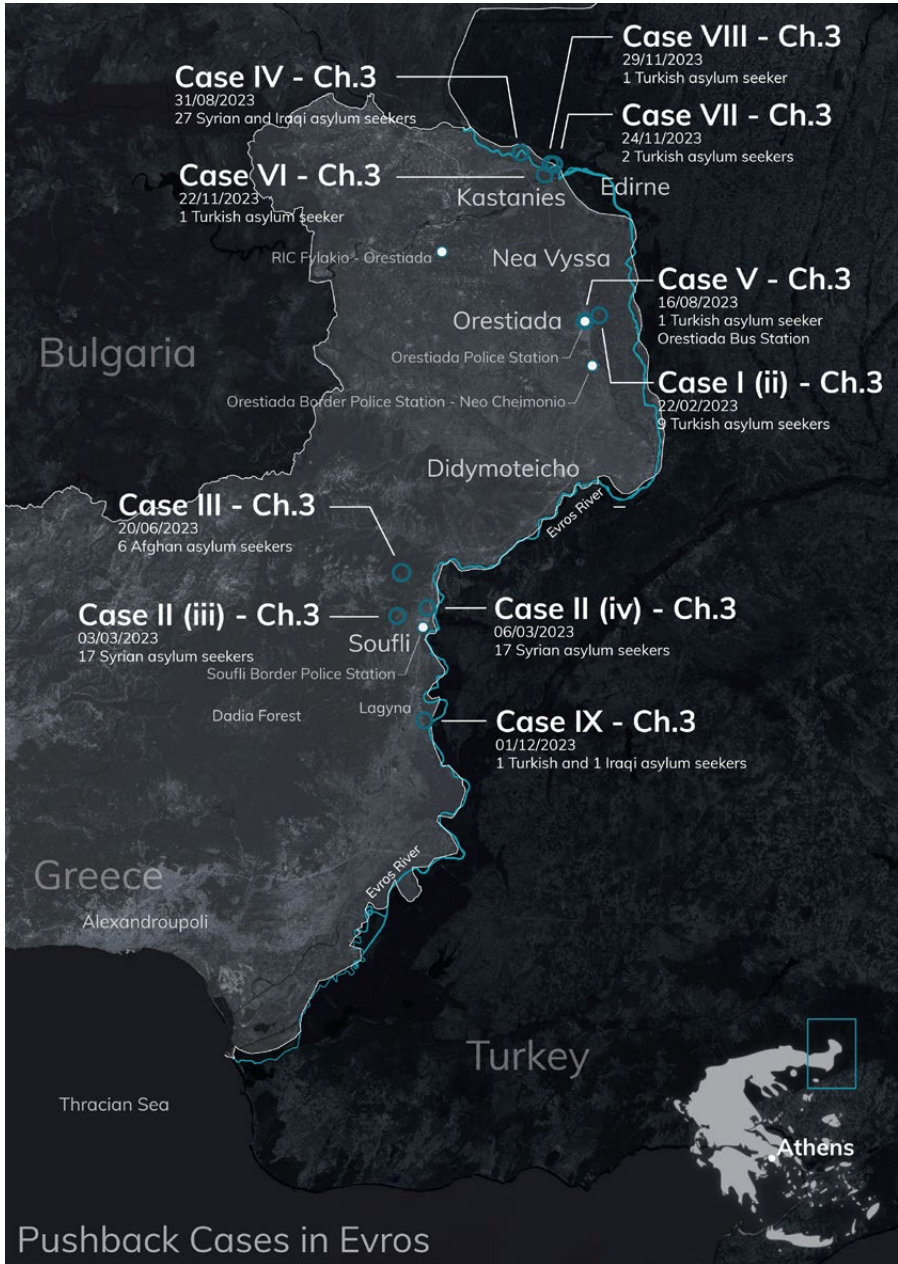 Case VIII - Ch.3
29/11/2023
1 Turkish asylum seeker
Case IV - Ch.3
31/08/2023
27 Syrian and Iraqi asylum seekers
Case VII - Ch.3
24/11/2023
2 Turkish asylum seekers
Case VI - Ch.3
22/11/2023
1 Turkish asylum seeker
Kastanies
Edirne
RIC Fylakio - Orestiada
Nea Vyssa
Case V - Ch.3
16/08/2023
1 Turkish asylum seeker
Orestiada Bus Station
Orestiada
Orestiada Police Station
Bulgaria
Case I (ii) - Ch.3
22/02/2023
9 Turkish asylum seekers
Orestiada Border Police Station - Neo Cheimonio
Didymoteicho
Evros River
Case III - Ch.3
20/06/2023
6 Afghan asylum seekers
Case II (iii) - Ch.3
03/03/2023
17 Syrian asylum seekers
Case II (iv) - Ch.3
06/03/2023
17 Syrian asylum seekers
Soufli
Soufli Border Police Station
Lagyna
Dadia Forest
Case IX - Ch.3
01/12/2023
1 Turkish and 1 Iraqi asylum seekers
Evros River
Greece
Alexandroupoli
Turkey
Thracian Sea
Athens
Pushback Cases in Evros